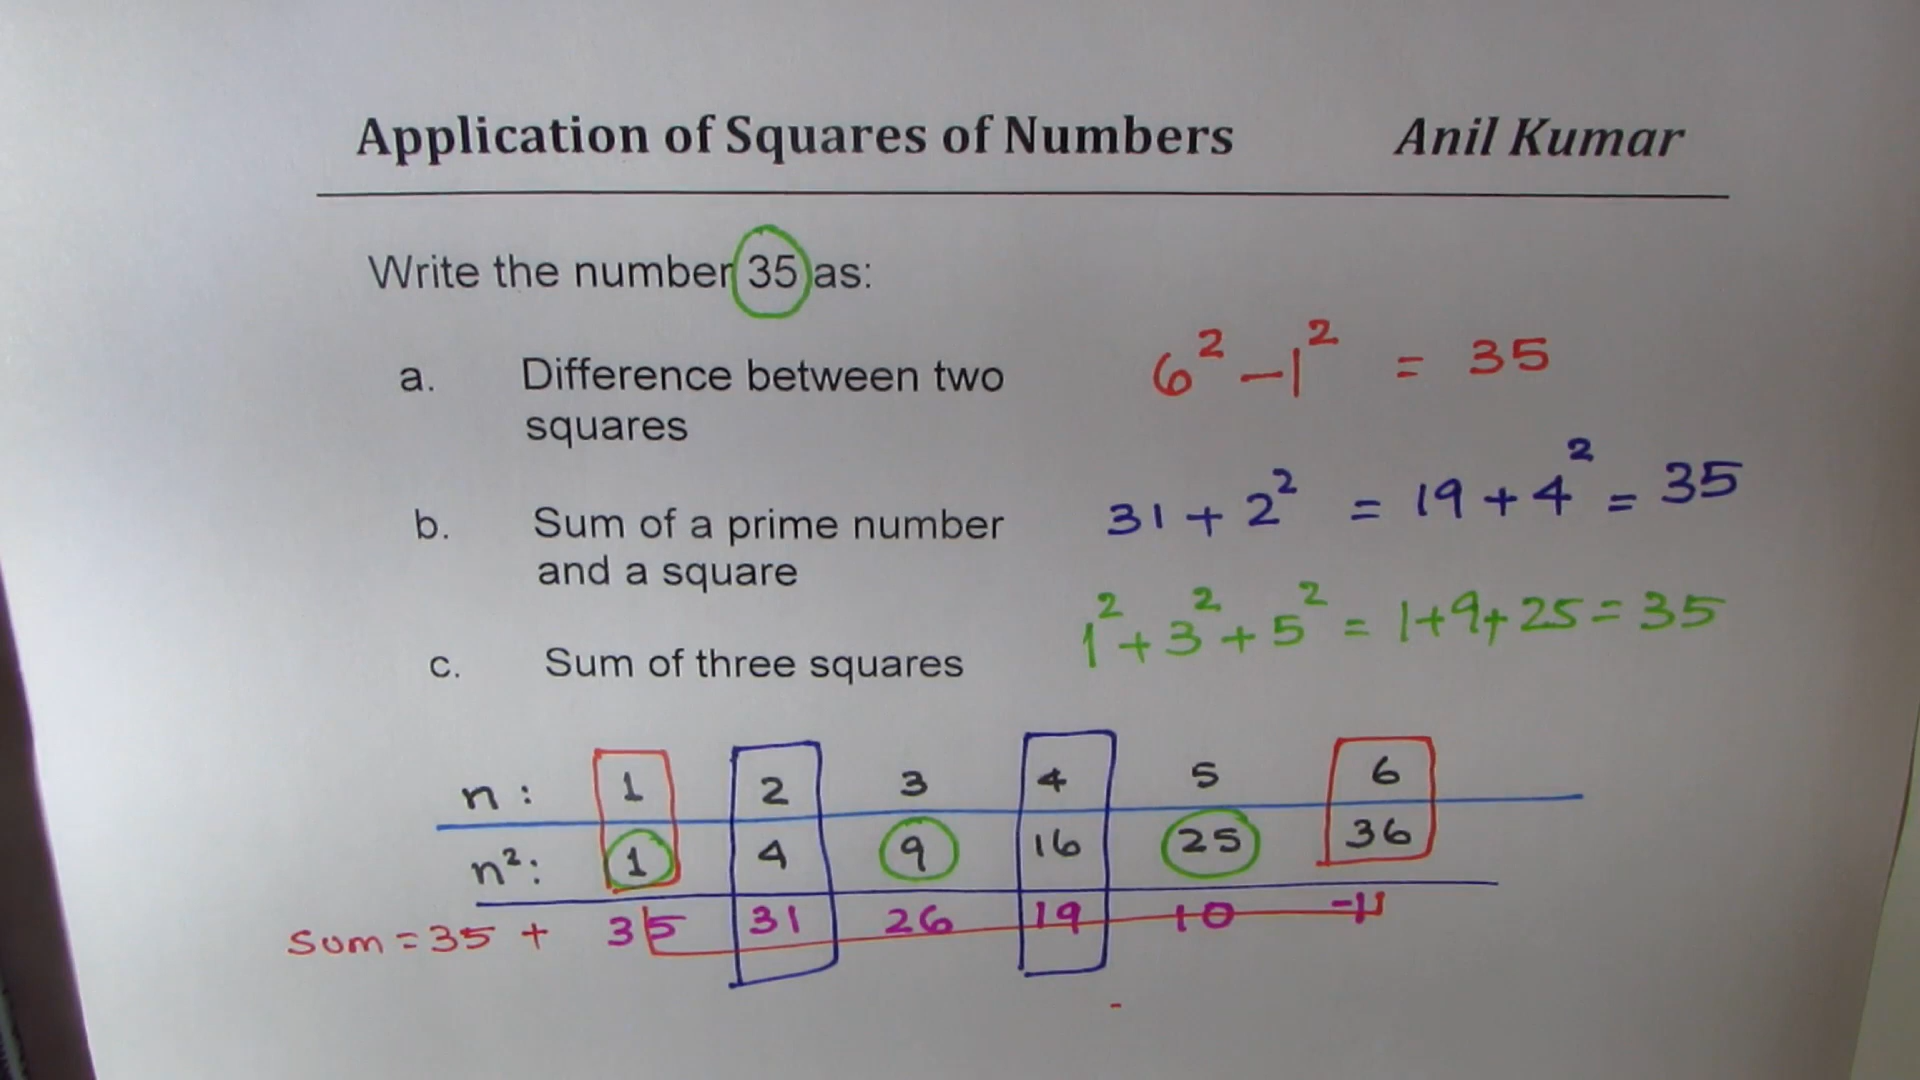 Application of Squares of Numbers Anil Kumar
Write the number 35 as:
a. Difference between two
squares
6² - 1² = 35
b. Sum of a prime number
and a square
31 + 2² = 19 + 4² = 35
c. Sum of three squares
1² + 3² + 5² = 1+9+25 = 35
n : 1 2 3 4 5 6
n²: 1 4 9 16 25 36
Sum = 35 + 35 31 26 19 10 -1